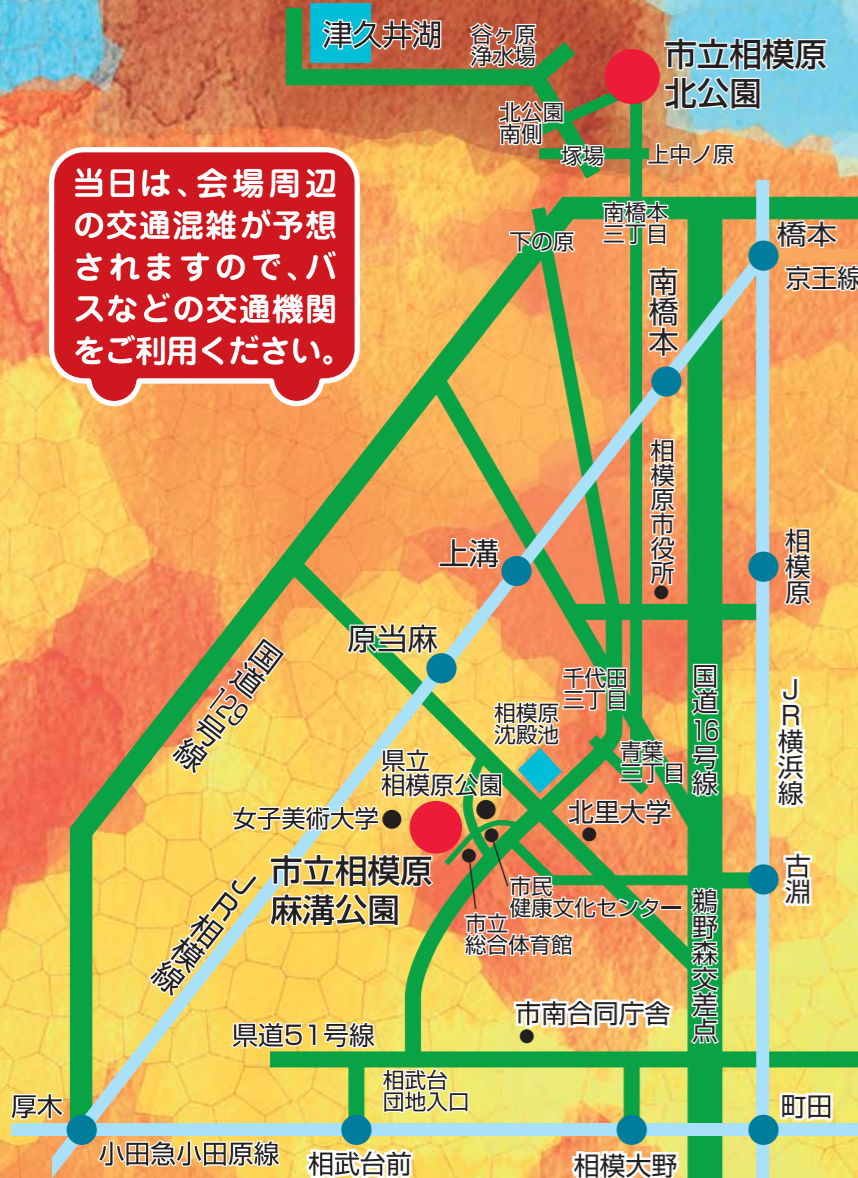 津久井湖
谷ヶ原
浄水場
市立相模原
北公園
北公園
南側
塚場
上中ノ原
当日は、会場周辺
の交通混雑が予想
されますので、バ
スなどの交通機関
をご利用ください。
下の原
南橋本
三丁目
橋本
京王線
南橋本
相模原市役所
上溝
相模原
原当麻
国道129号線
千代田
三丁目
相模原
沈殿池
国道16号線
JR横浜線
青葉
三丁目
県立
相模原公園
女子美術大学
北里大学
市立相模原
麻溝公園
古淵
市民
健康文化センター
鵜野森交差点
市立
総合体育館
JR相模線
市南合同庁舎
県道51号線
相武台
団地入口
厚木
町田
小田急小田原線
相武台前
相模大野